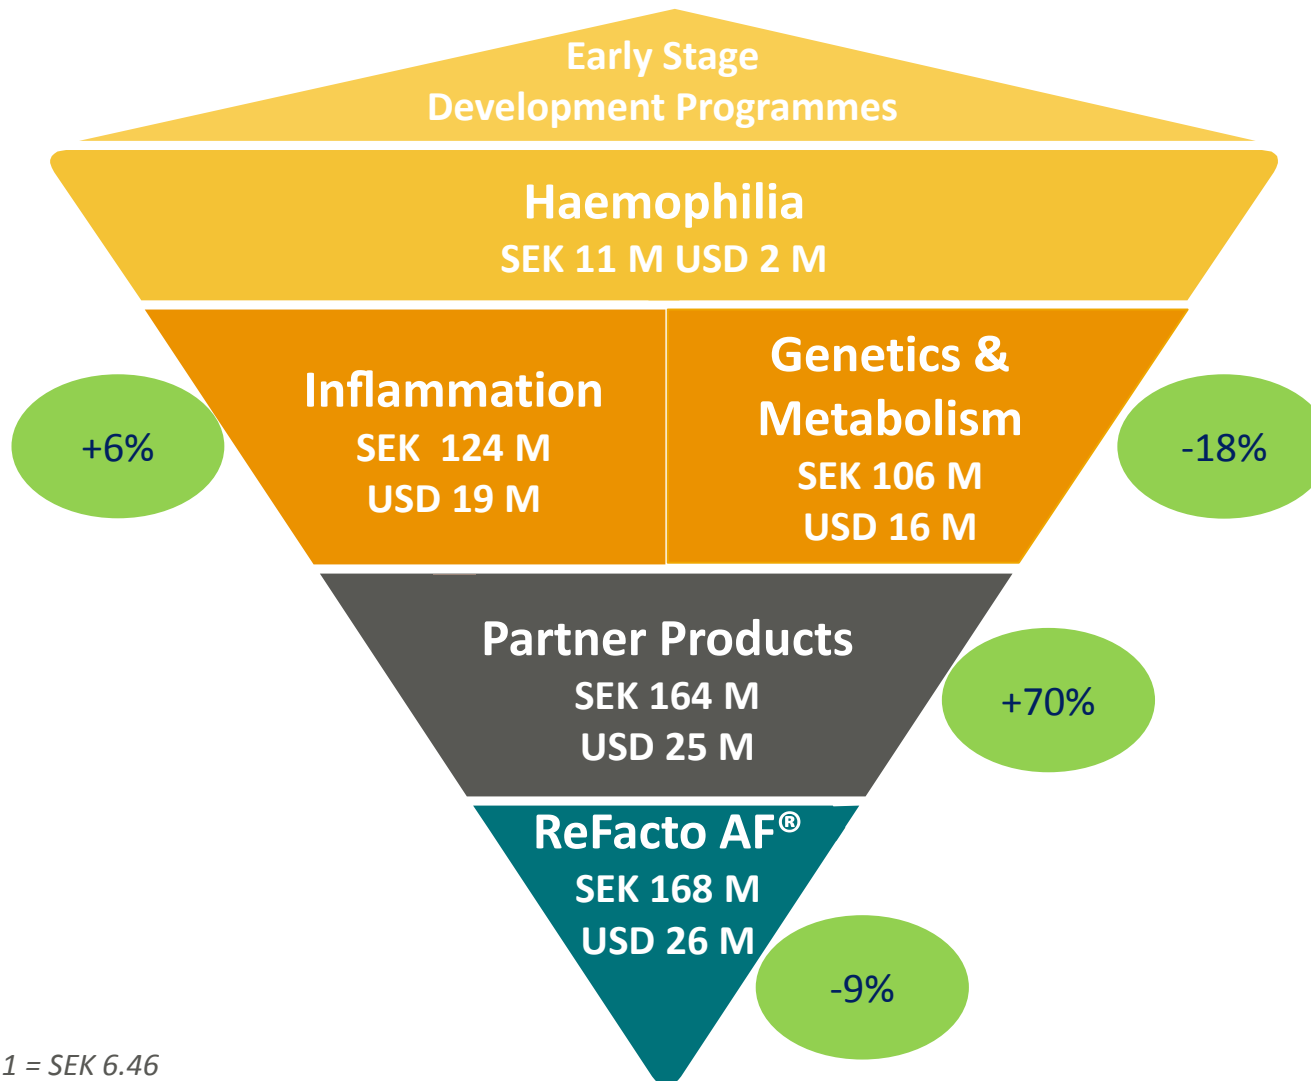 Early Stage
Development Programmes
Haemophilia
SEK 11 M USD 2 M
Inflammation
SEK 124 M
USD 19 M
Genetics &
Metabolism
SEK 106 M
USD 16 M
+6%
-18%
Partner Products
SEK 164 M
USD 25 M
+70%
ReFacto AF®
SEK 168 M
USD 26 M
-9%
1 = SEK 6.46